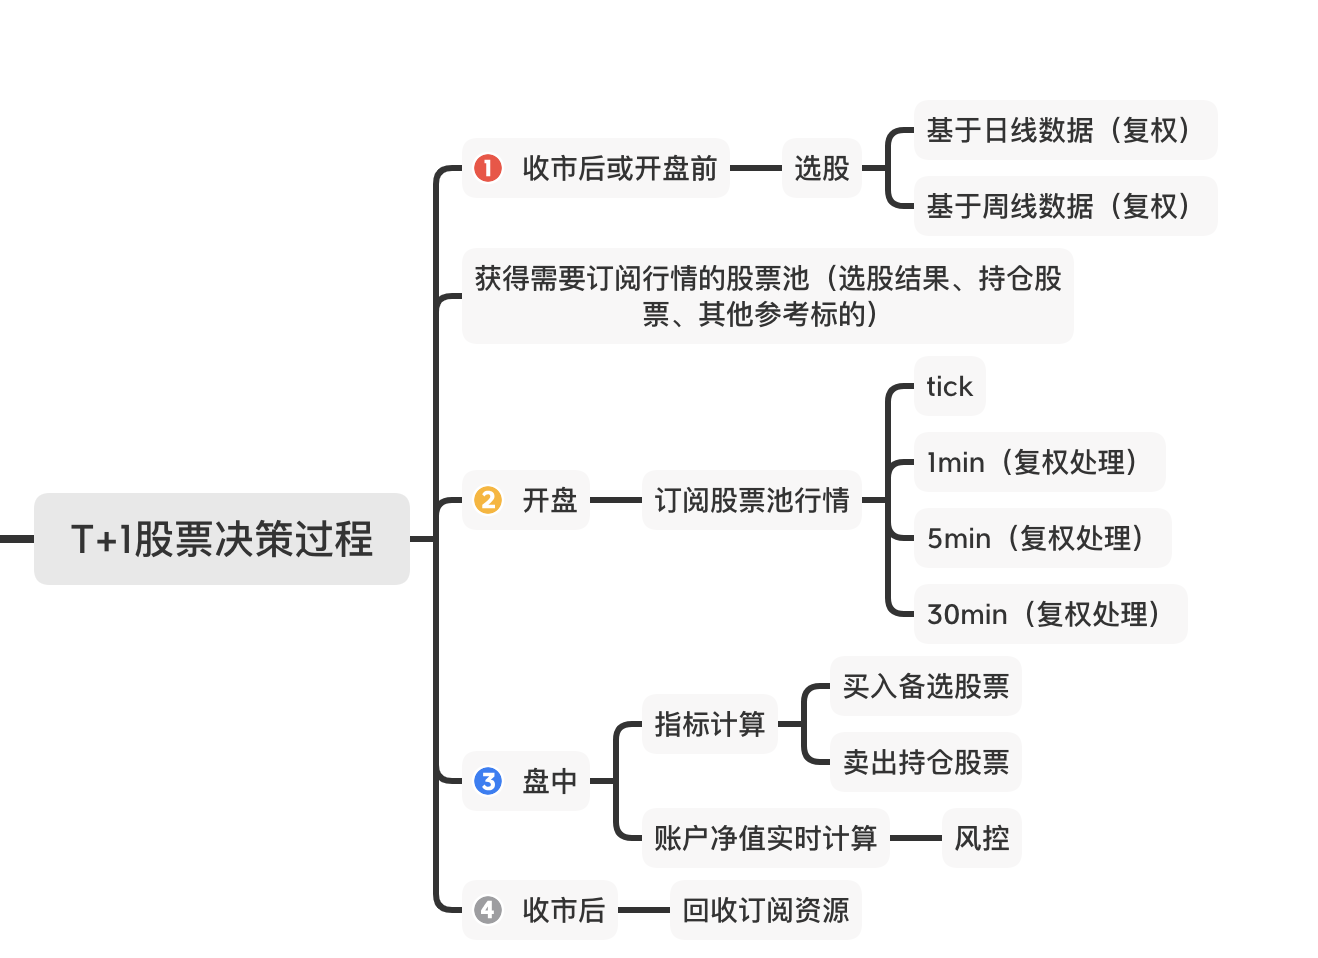 T+1股票决策过程
1 收市后或开盘前
选股
基于日线数据（复权）
基于周线数据（复权）
获得需要订阅行情的股票池（选股结果、持仓股
票、其他参考标的）
2 开盘
订阅股票池行情
tick
1min（复权处理）
5min（复权处理）
30min（复权处理）
3 盘中
指标计算
买入备选股票
卖出持仓股票
账户净值实时计算
风控
4 收市后
回收订阅资源